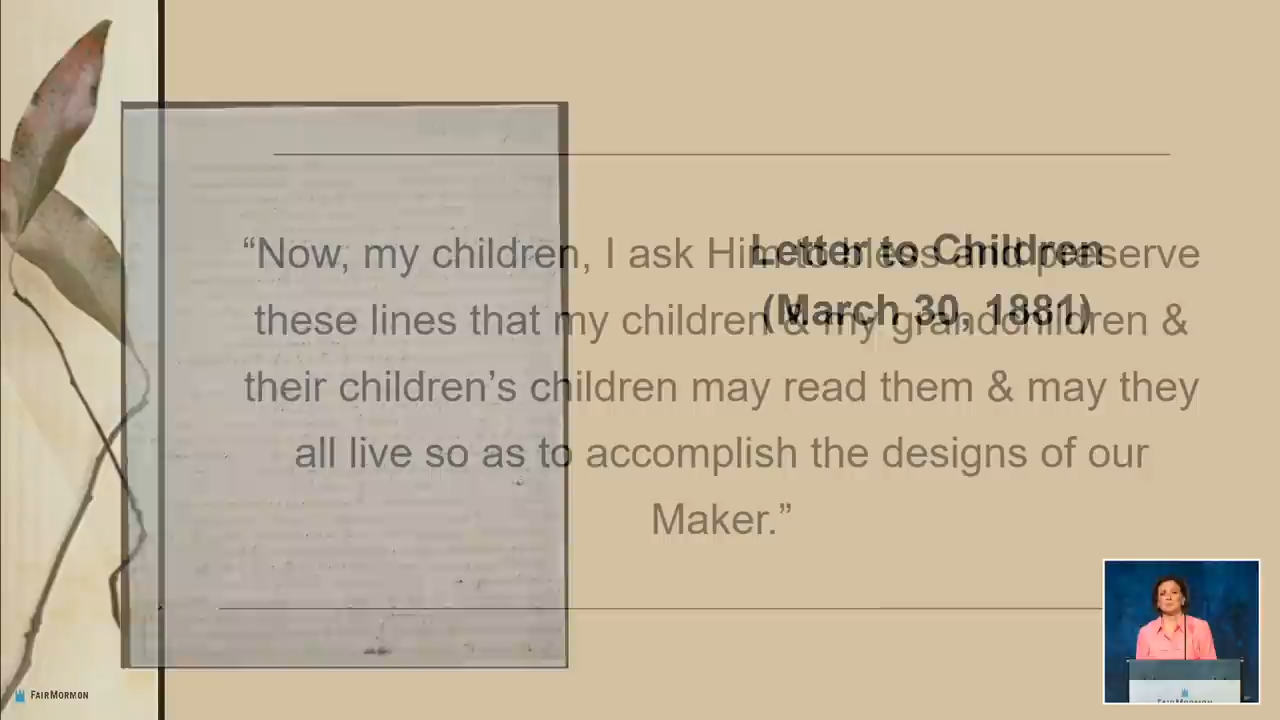 Letter to Children
(March 30, 1881)
“Now, my children, I ask Him to bless and preserve
these lines that my children & my grandchildren &
their children’s children may read them & may they
all live so as to accomplish the designs of our
Maker.”
FAIRMORMON
FAIRMORMON